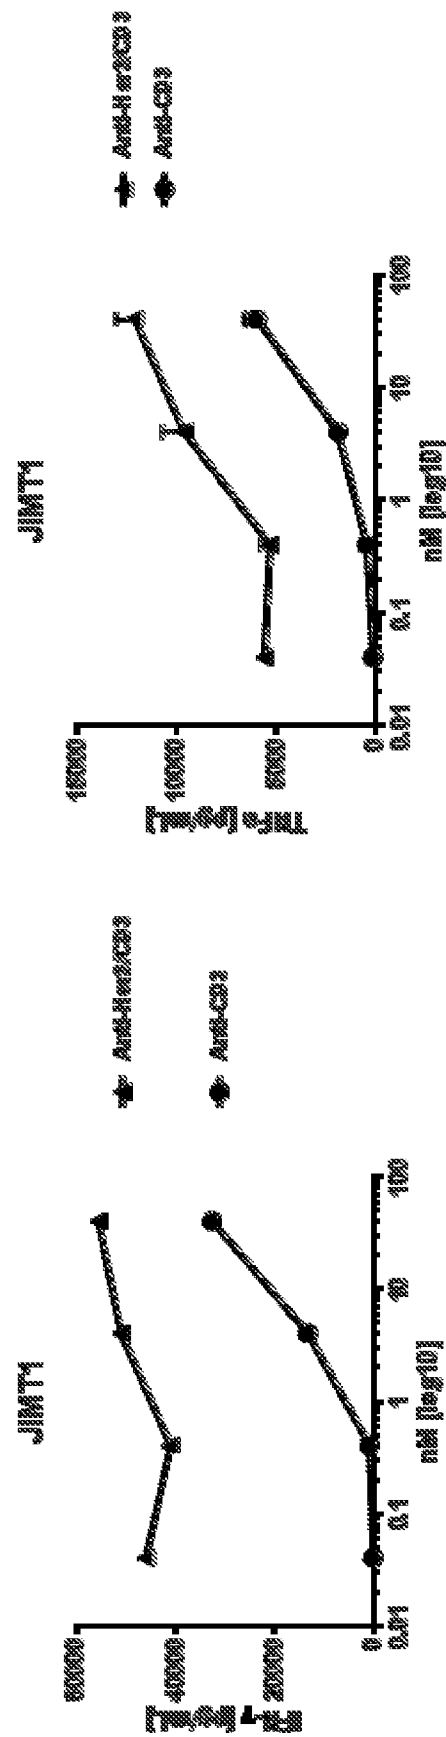 JIMT1
[pg/mL]
60000
40000
20000
0
0.01 0.1 1 10 100
nM [log10]
Anti-Her2/CD3
Anti-CD3
JIMT1
TNFα [pg/mL]
15000
10000
5000
0
0.01 0.1 1 10 100
nM [log10]
Anti-Her2/CD3
Anti-CD3